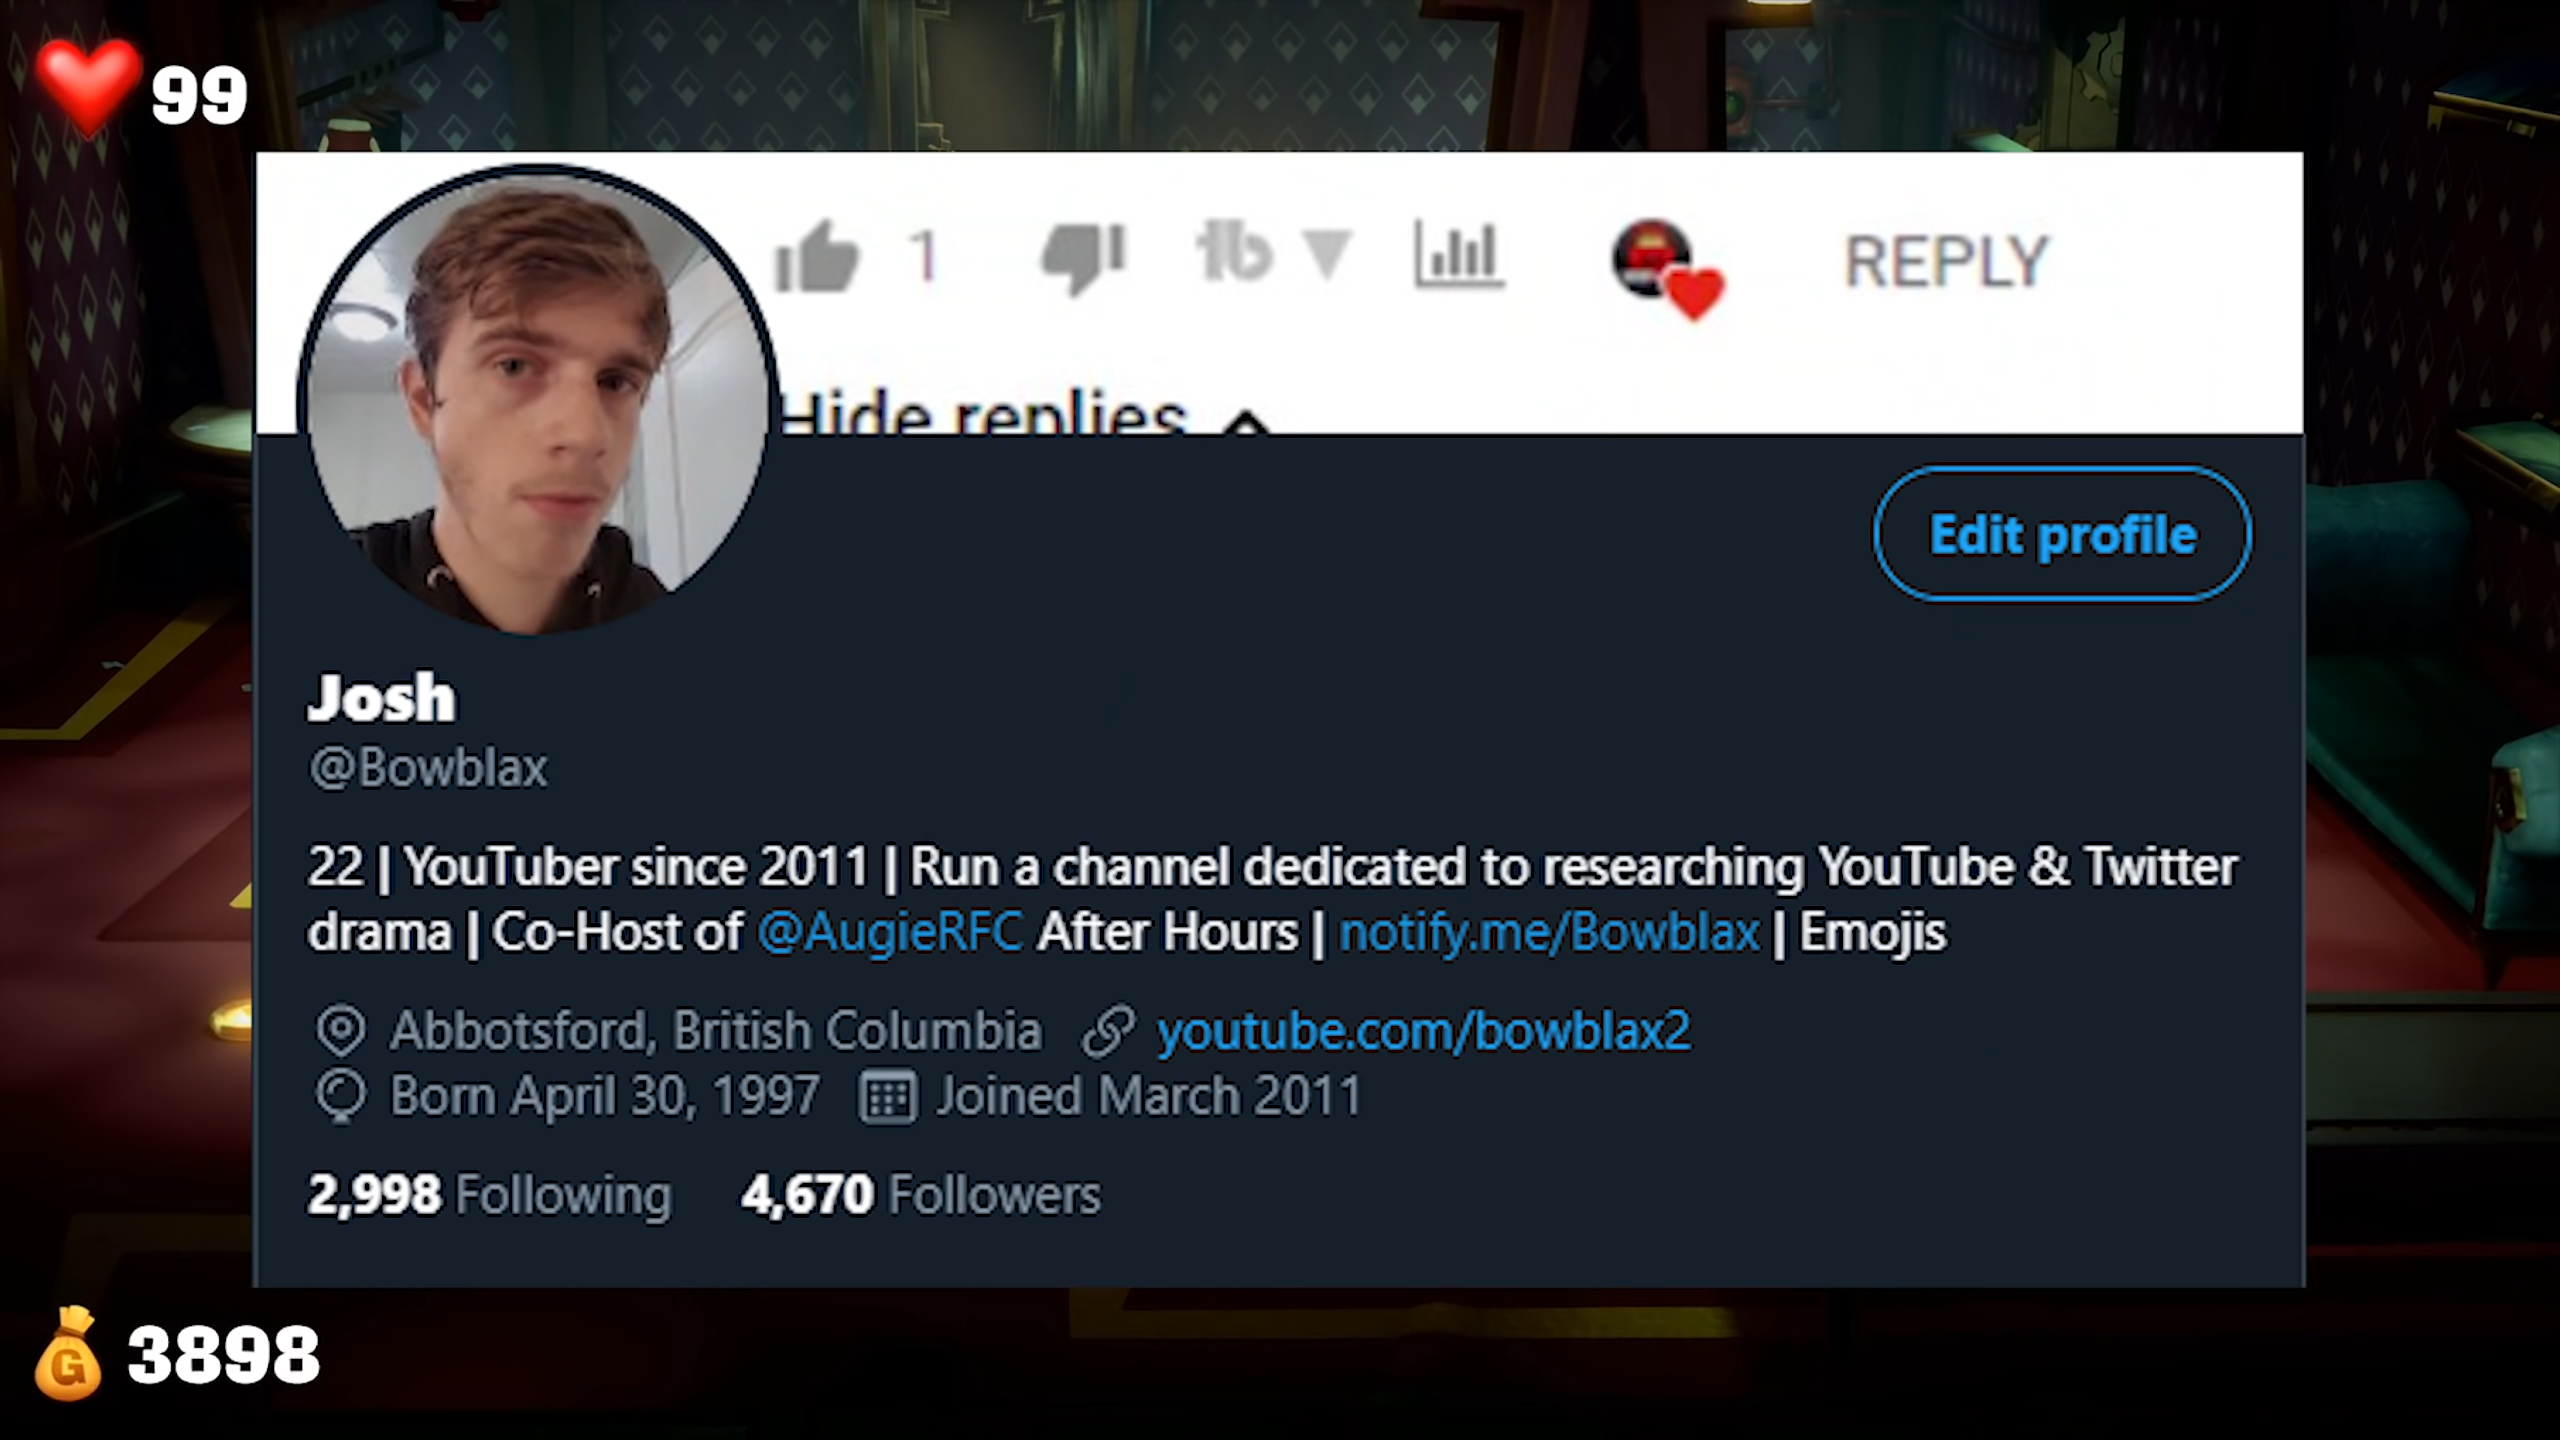 99
1 REPLY
Hide replies
Edit profile
Josh
@Bowblax
22 | YouTuber since 2011 | Run a channel dedicated to researching YouTube & Twitter
drama | Co-Host of @AugieRFC After Hours | notify.me/Bowblax | Emojis
Abbotsford, British Columbia youtube.com/bowblax2
Born April 30, 1997 Joined March 2011
2,998 Following 4,670 Followers
G 3898